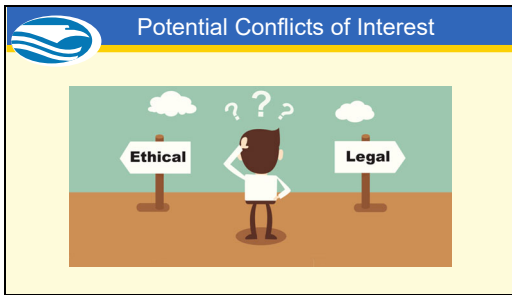 Potential Conflicts of Interest
? ? ?
Ethical
Legal